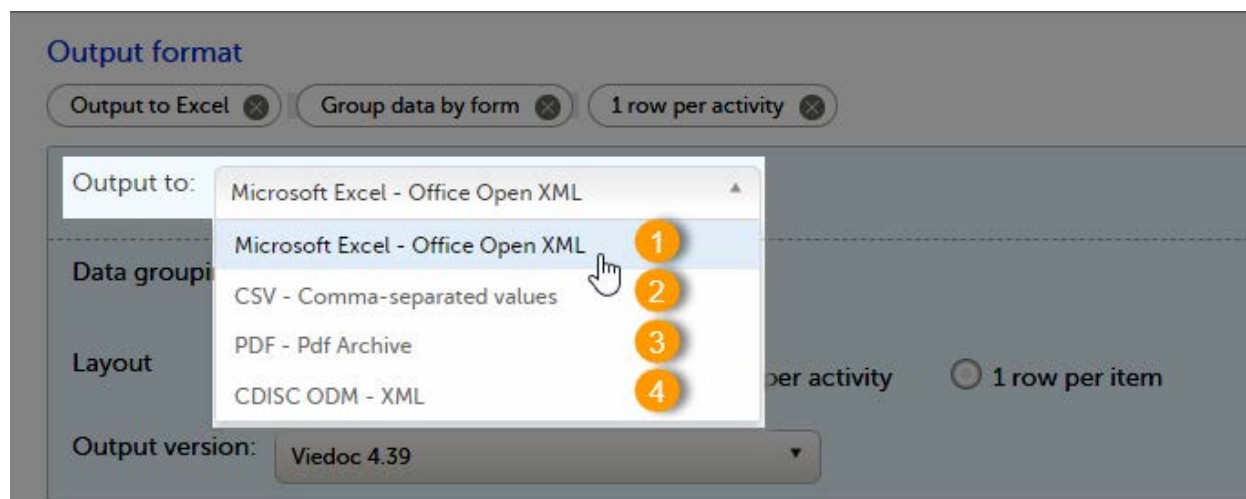 Output format
Output to Excel Group data by form 1 row per activity
Output to: Microsoft Excel - Office Open XML
Microsoft Excel - Office Open XML 1
Data groupi
CSV - Comma-separated values 2
PDF - Pdf Archive 3
Layout per activity 1 row per item
CDISC ODM - XML 4
Output version: Viedoc 4.39